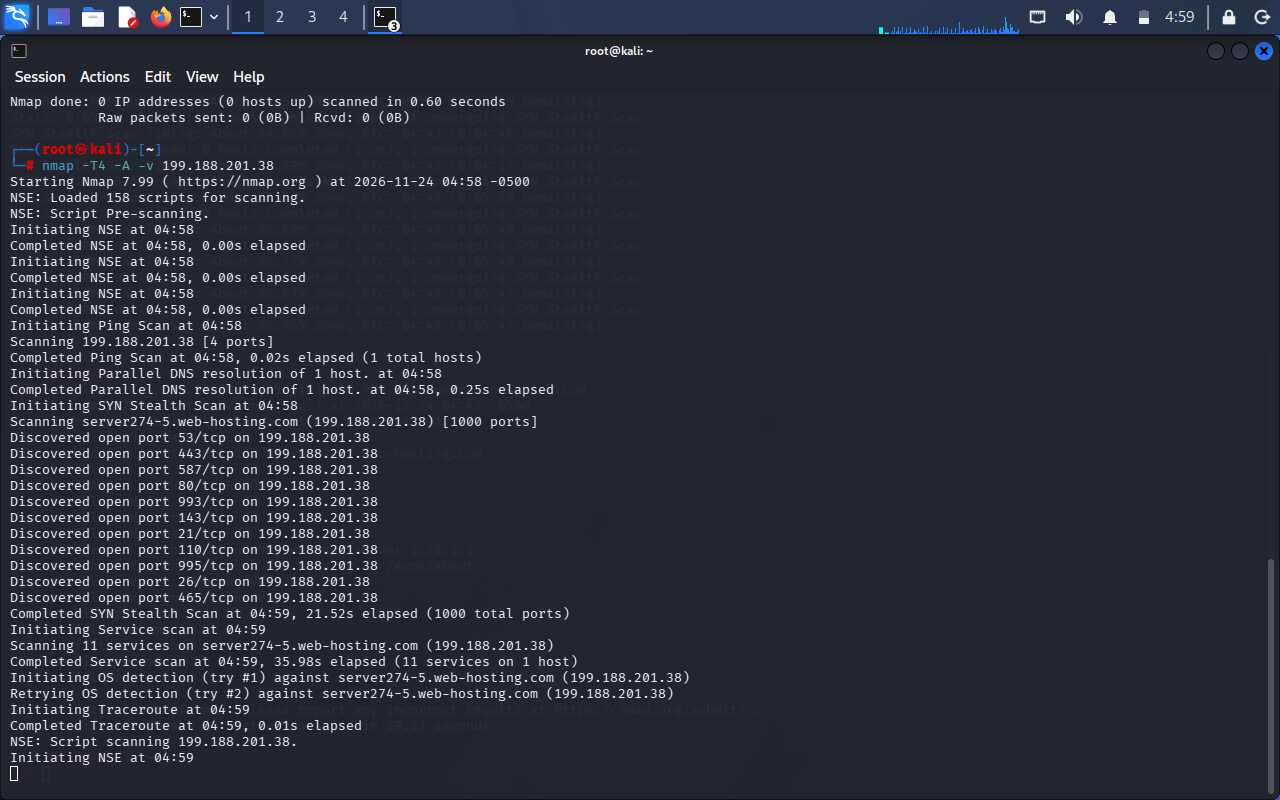 1 2 3 4 3 4:59
root@kali: ~
Session Actions Edit View Help
Nmap done: 0 IP addresses (0 hosts up) scanned in 0.60 seconds
Raw packets sent: 0 (0B) | Rcvd: 0 (0B)
┌──(root㉿kali)-[~]
└─# nmap -T4 -A -v 199.188.201.38
Starting Nmap 7.99 ( https://nmap.org ) at 2026-11-24 04:58 -0500
NSE: Loaded 158 scripts for scanning.
NSE: Script Pre-scanning.
Initiating NSE at 04:58
Completed NSE at 04:58, 0.00s elapsed
Initiating NSE at 04:58
Completed NSE at 04:58, 0.00s elapsed
Initiating NSE at 04:58
Completed NSE at 04:58, 0.00s elapsed
Initiating Ping Scan at 04:58
Scanning 199.188.201.38 [4 ports]
Completed Ping Scan at 04:58, 0.02s elapsed (1 total hosts)
Initiating Parallel DNS resolution of 1 host. at 04:58
Completed Parallel DNS resolution of 1 host. at 04:58, 0.25s elapsed
Initiating SYN Stealth Scan at 04:58
Scanning server274-5.web-hosting.com (199.188.201.38) [1000 ports]
Discovered open port 53/tcp on 199.188.201.38
Discovered open port 443/tcp on 199.188.201.38
Discovered open port 587/tcp on 199.188.201.38
Discovered open port 80/tcp on 199.188.201.38
Discovered open port 993/tcp on 199.188.201.38
Discovered open port 143/tcp on 199.188.201.38
Discovered open port 21/tcp on 199.188.201.38
Discovered open port 110/tcp on 199.188.201.38
Discovered open port 995/tcp on 199.188.201.38
Discovered open port 26/tcp on 199.188.201.38
Discovered open port 465/tcp on 199.188.201.38
Completed SYN Stealth Scan at 04:59, 21.52s elapsed (1000 total ports)
Initiating Service scan at 04:59
Scanning 11 services on server274-5.web-hosting.com (199.188.201.38)
Completed Service scan at 04:59, 35.98s elapsed (11 services on 1 host)
Initiating OS detection (try #1) against server274-5.web-hosting.com (199.188.201.38)
Retrying OS detection (try #2) against server274-5.web-hosting.com (199.188.201.38)
Initiating Traceroute at 04:59
Completed Traceroute at 04:59, 0.01s elapsed
NSE: Script scanning 199.188.201.38.
Initiating NSE at 04:59